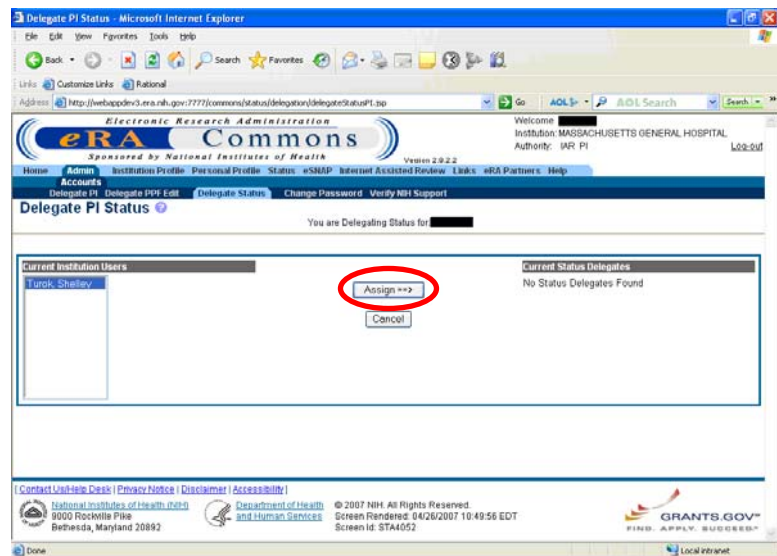 Delegate PI Status - Microsoft Internet Explorer
File Edit View Favorites Tools Help
Back Search Favorites
Links Customize Links Rational
Address http://webappdev3.era.nih.gov:7777/commons/status/delegation/delegateStatusPI.jsp Go AOL AOL Search Search
Electronic Research Administration
eRA Commons
Sponsored by National Institutes of Health
Version 2.9.2.2
Welcome
Institution: MASSACHUSETTS GENERAL HOSPITAL
Authority: IAR PI
Log-out
Home Admin Institution Profile Personal Profile Status eSNAP Internet Assisted Review Links eRA Partners Help
Accounts
Delegate PI Delegate PPF Edit Delegate Status Change Password Verify NIH Support
Delegate PI Status ?
You are Delegating Status for
Current Institution Users
Turok, Shelley
Assign ==>
Cancel
Current Status Delegates
No Status Delegates Found
[ Contact Us/Help Desk | Privacy Notice | Disclaimer | Accessibility ]
National Institutes of Health (NIH)
9000 Rockville Pike
Bethesda, Maryland 20892
Department of Health
and Human Services
© 2007 NIH. All Rights Reserved.
Screen Rendered: 04/26/2007 10:49:56 EDT
Screen Id: STA4052
GRANTS.GOV℠
FIND. APPLY. SUCCEED.℠
Done
Local intranet